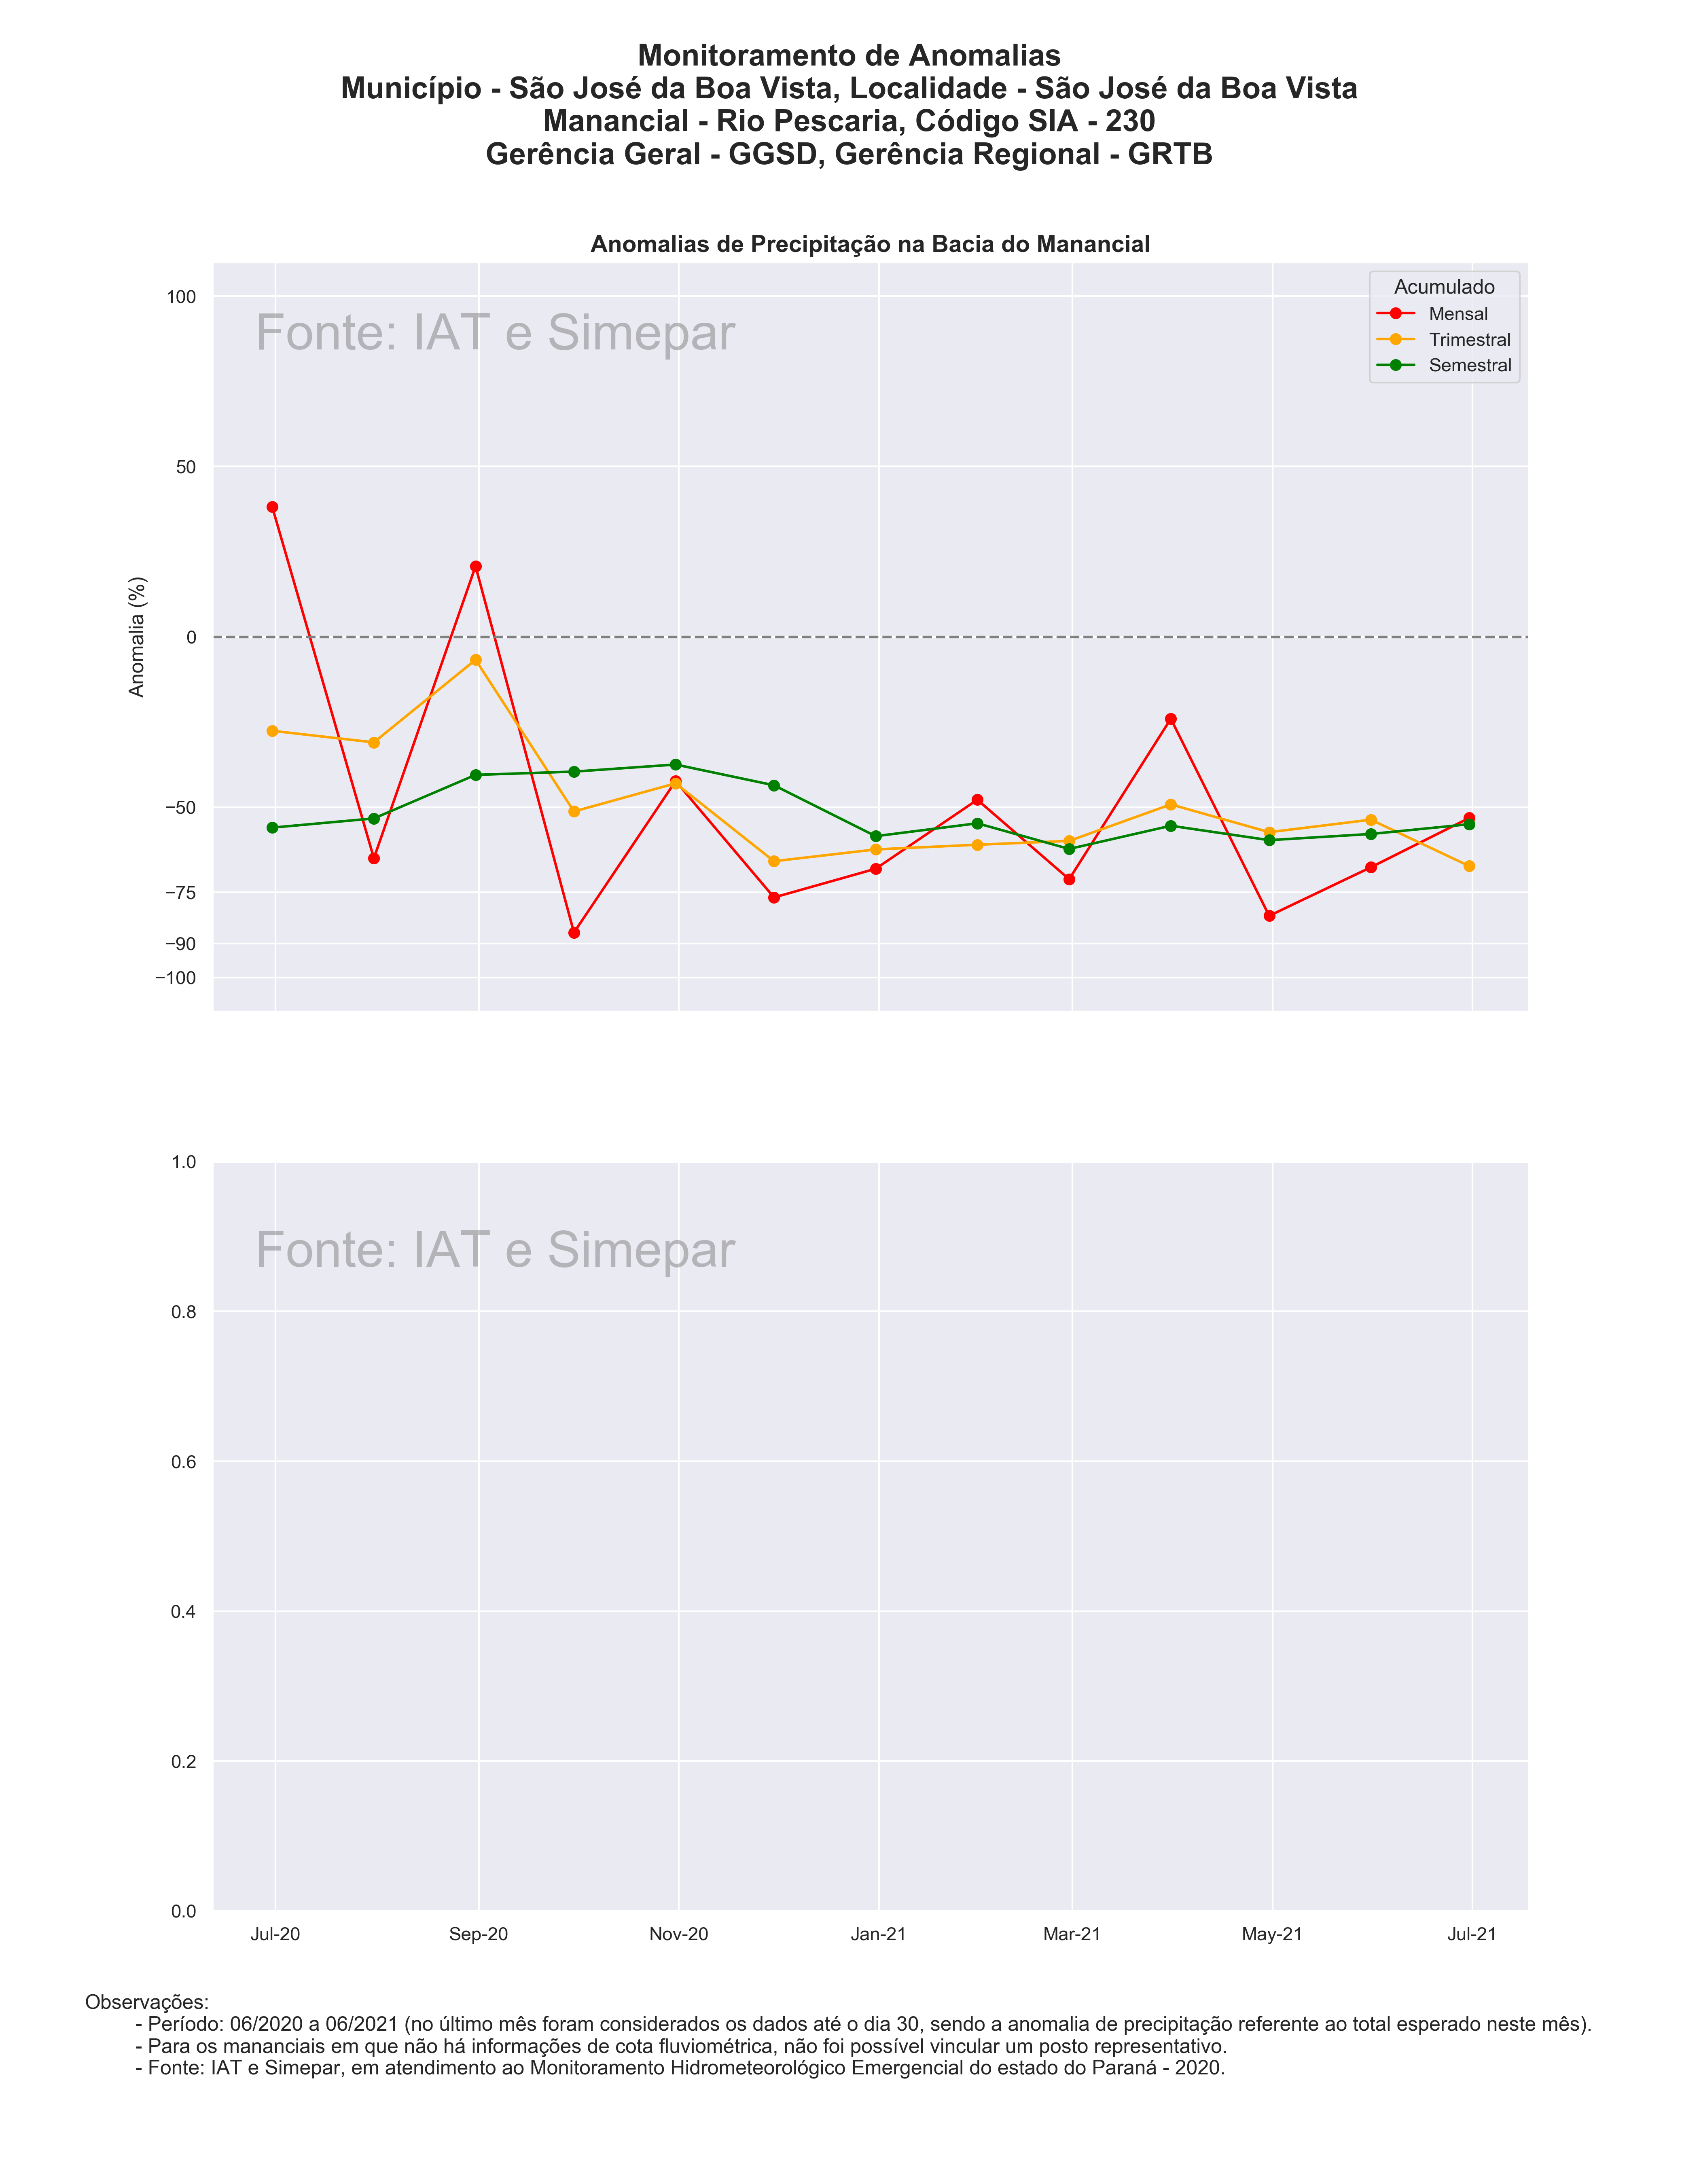 Monitoramento de Anomalias
Município - São José da Boa Vista, Localidade - São José da Boa Vista
Manancial - Rio Pescaria, Código SIA - 230
Gerência Geral - GGSD, Gerência Regional - GRTB
Anomalias de Precipitação na Bacia do Manancial
Fonte: IAT e Simepar
Acumulado
Mensal
Trimestral
Semestral
Anomalia (%)
100
50
0
−50
−75
−90
−100
Fonte: IAT e Simepar
1.0
0.8
0.6
0.4
0.2
0.0
Jul-20 Sep-20 Nov-20 Jan-21 Mar-21 May-21 Jul-21
Observações:
- Período: 06/2020 a 06/2021 (no último mês foram considerados os dados até o dia 30, sendo a anomalia de precipitação referente ao total esperado neste mês).
- Para os mananciais em que não há informações de cota fluviométrica, não foi possível vincular um posto representativo.
- Fonte: IAT e Simepar, em atendimento ao Monitoramento Hidrometeorológico Emergencial do estado do Paraná - 2020.